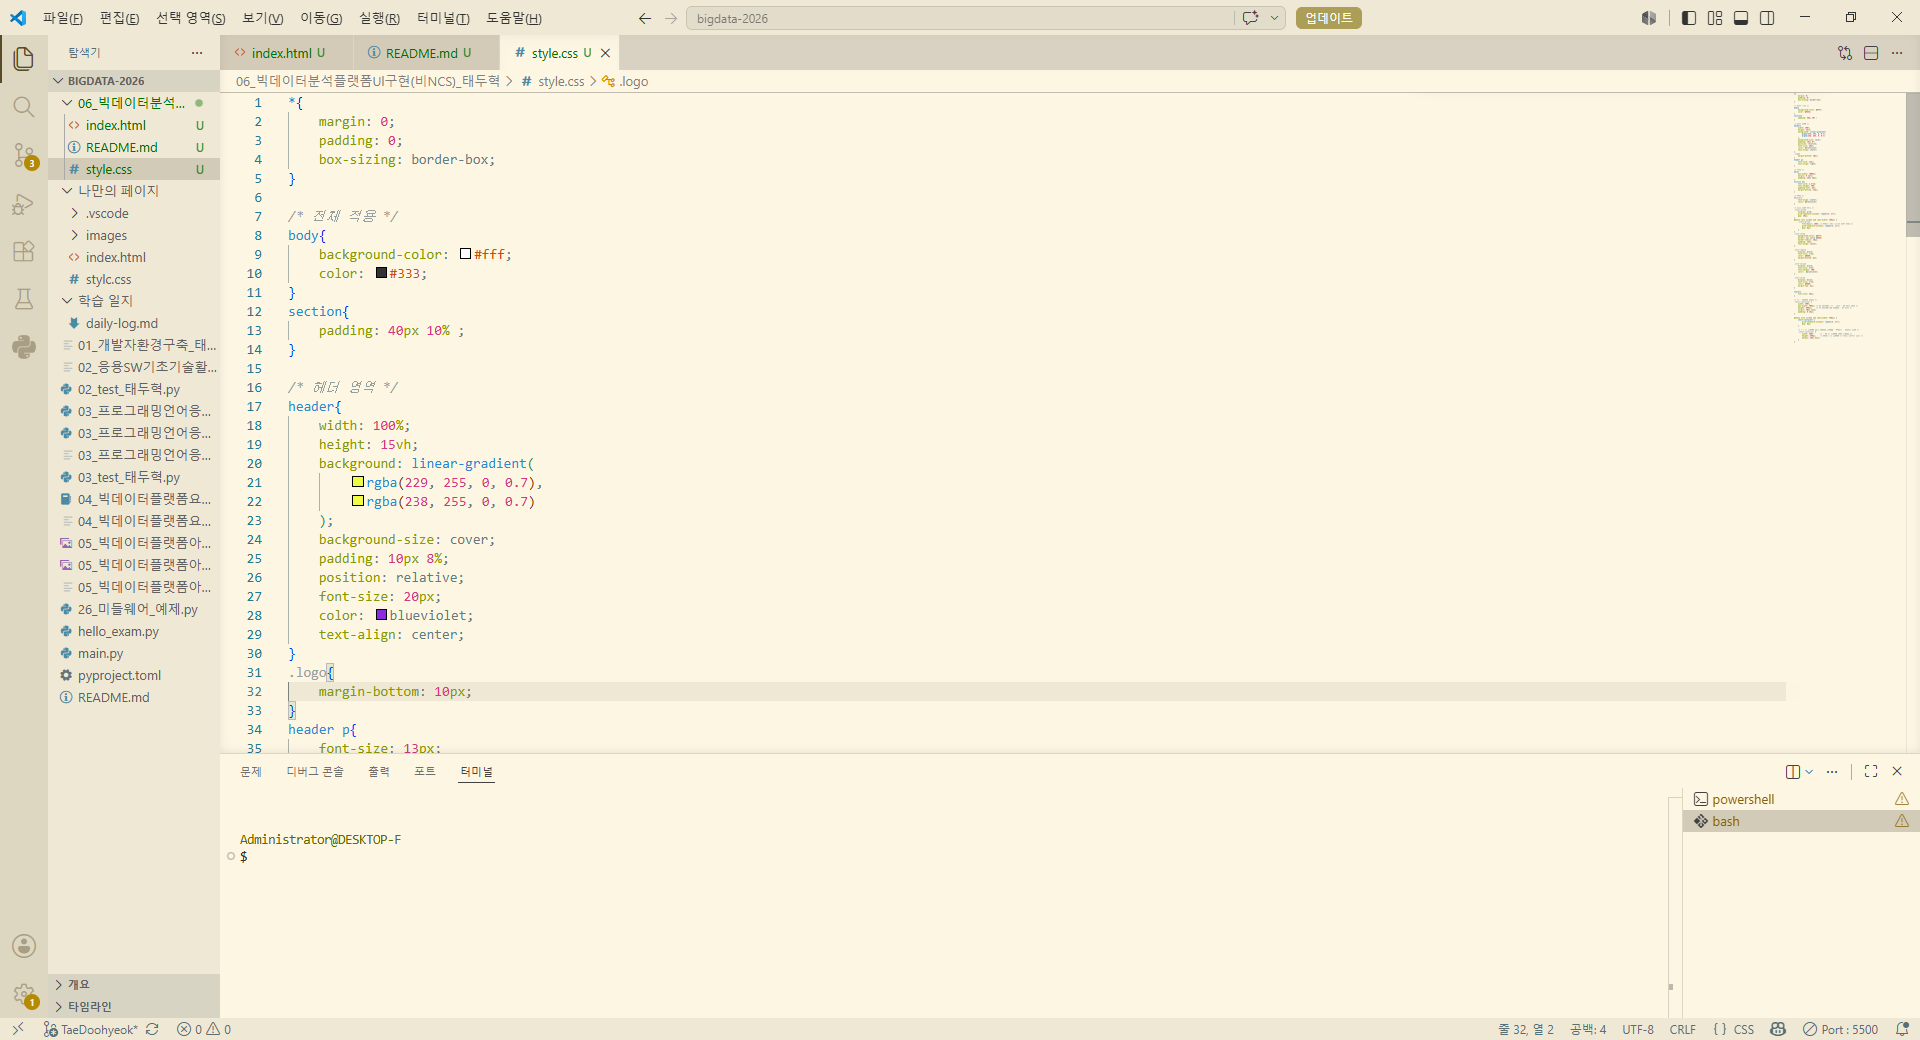 파일(F) 편집(E) 선택 영역(S) 보기(V) 이동(G) 실행(R) 터미널(T) 도움말(H)
bigdata-2026
업데이트
탐색기
BIGDATA-2026
06_빅데이터분석...
index.html U
README.md U
style.css U
나만의 페이지
.vscode
images
index.html
stylc.css
학습 일지
daily-log.md
01_개발자환경구축_태...
02_응용SW기초기술활...
02_test_태두혁.py
03_프로그래밍언어응...
03_프로그래밍언어응...
03_프로그래밍언어응...
03_test_태두혁.py
04_빅데이터플랫폼요...
04_빅데이터플랫폼요...
05_빅데이터플랫폼아...
05_빅데이터플랫폼아...
05_빅데이터플랫폼아...
26_미들웨어_예제.py
hello_exam.py
main.py
pyproject.toml
README.md
개요
타임라인
3
1
index.html U README.md U style.css U
06_빅데이터분석플랫폼UI구현(비NCS)_태두혁 > # style.css > .logo
1 *{
2 margin: 0;
3 padding: 0;
4 box-sizing: border-box;
5 }
6
7 /* 전체 적용 */
8 body{
9 background-color: #fff;
10 color: #333;
11 }
12 section{
13 padding: 40px 10% ;
14 }
15
16 /* 헤더 영역 */
17 header{
18 width: 100%;
19 height: 15vh;
20 background: linear-gradient(
21 rgba(229, 255, 0, 0.7),
22 rgba(238, 255, 0, 0.7)
23 );
24 background-size: cover;
25 padding: 10px 8%;
26 position: relative;
27 font-size: 20px;
28 color: blueviolet;
29 text-align: center;
30 }
31 .logo{
32 margin-bottom: 10px;
33 }
34 header p{
35 font-size: 13px;
문제 디버그 콘솔 출력 포트 터미널
Administrator@DESKTOP-F
$
powershell
bash
TaeDoohyeok* 0 0
줄 32, 열 2 공백: 4 UTF-8 CRLF { } CSS Port : 5500